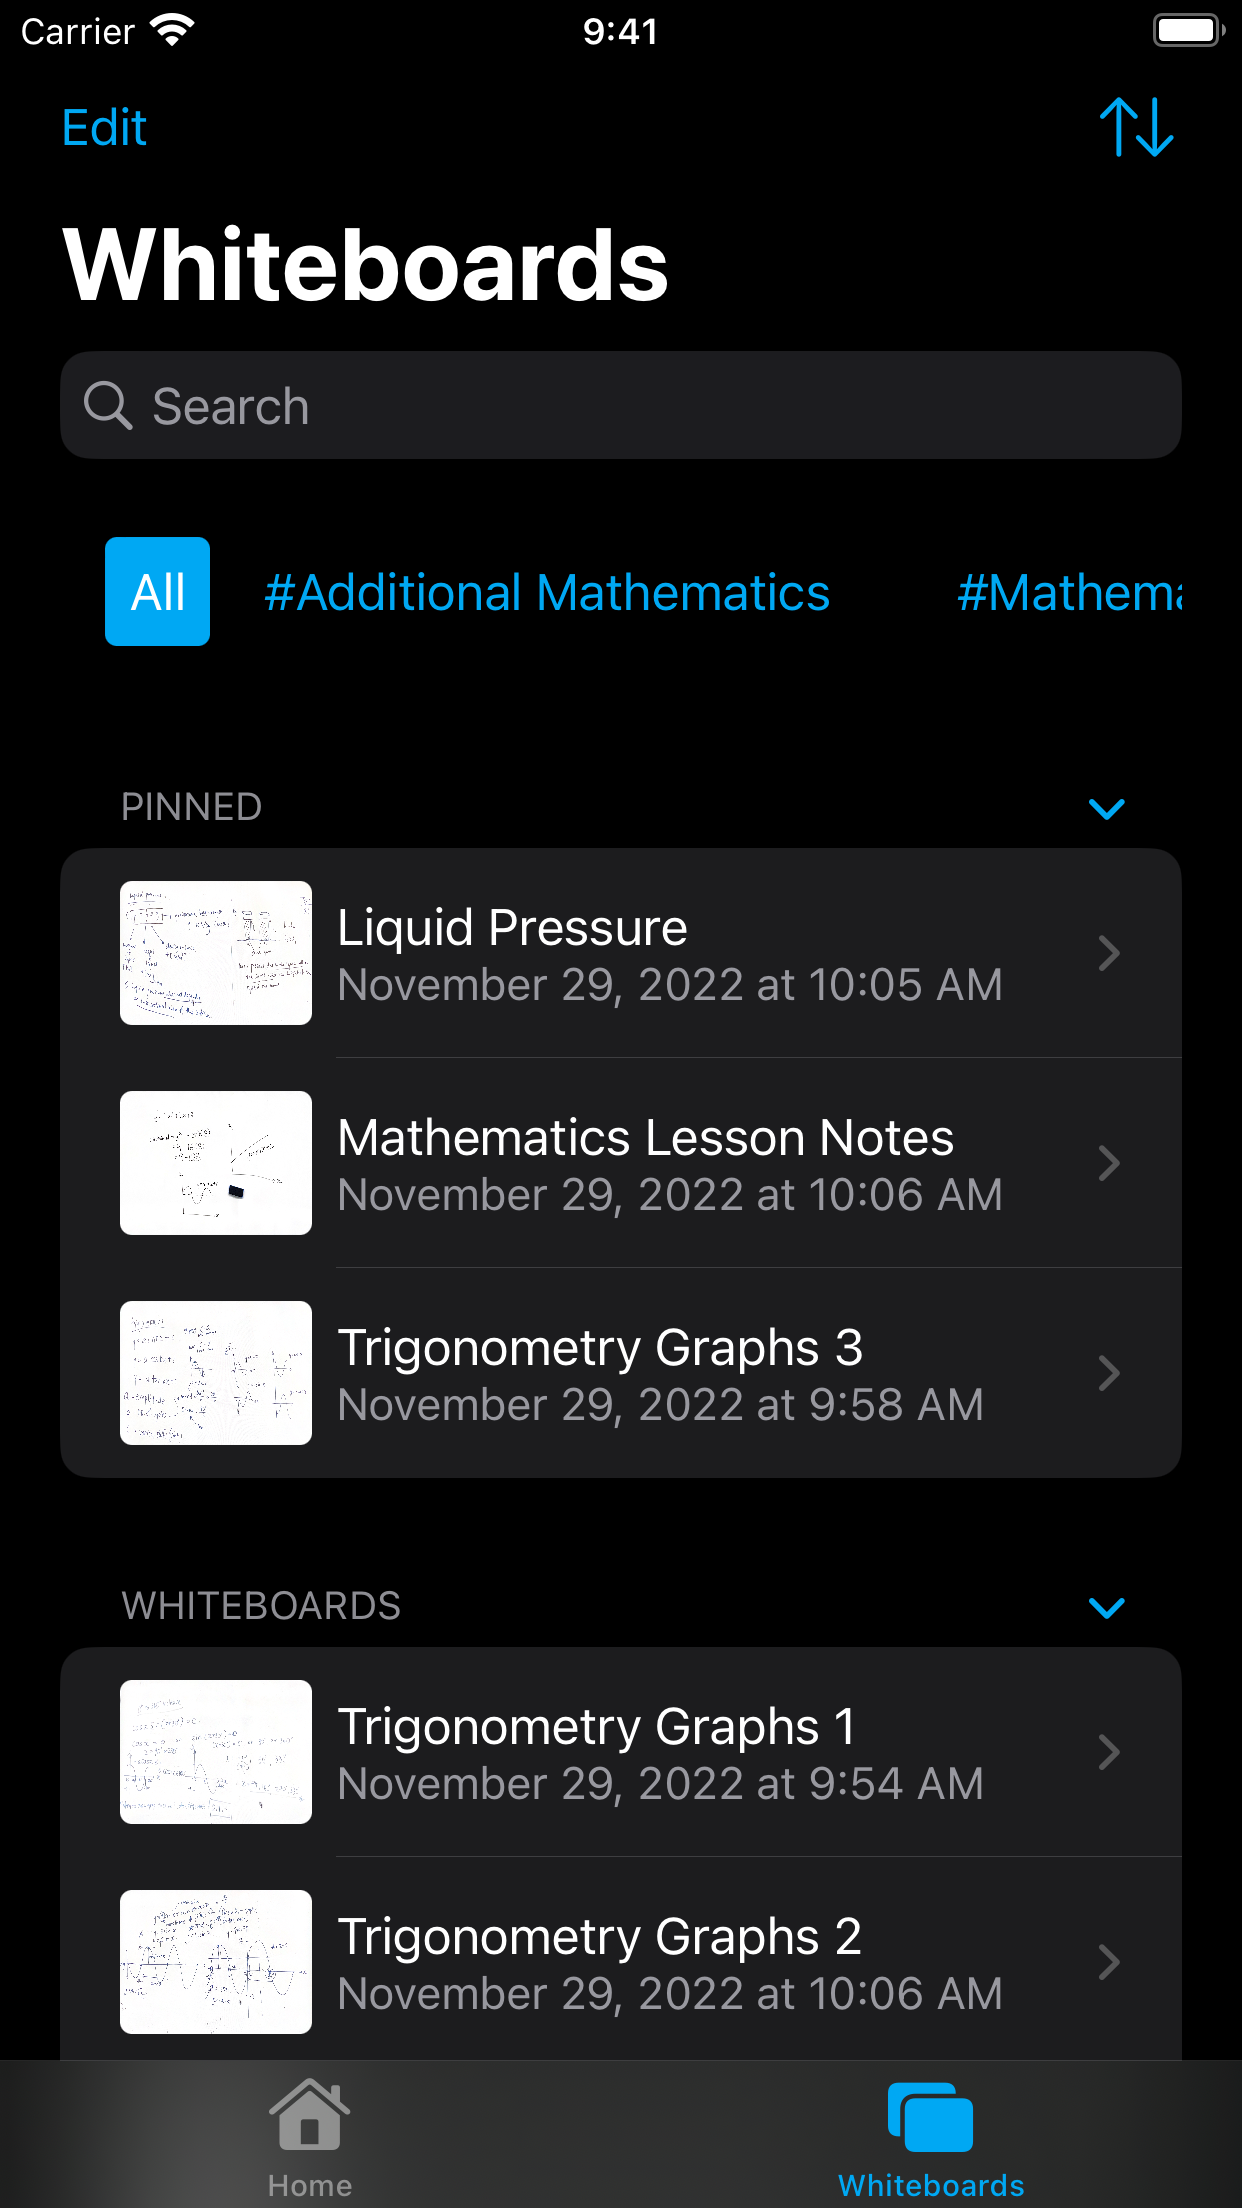 Carrier 9:41
Edit
Whiteboards
Search
All #Additional Mathematics #Mathema
PINNED
Liquid Pressure
November 29, 2022 at 10:05 AM
Mathematics Lesson Notes
November 29, 2022 at 10:06 AM
Trigonometry Graphs 3
November 29, 2022 at 9:58 AM
WHITEBOARDS
Trigonometry Graphs 1
November 29, 2022 at 9:54 AM
Trigonometry Graphs 2
November 29, 2022 at 10:06 AM
Home Whiteboards